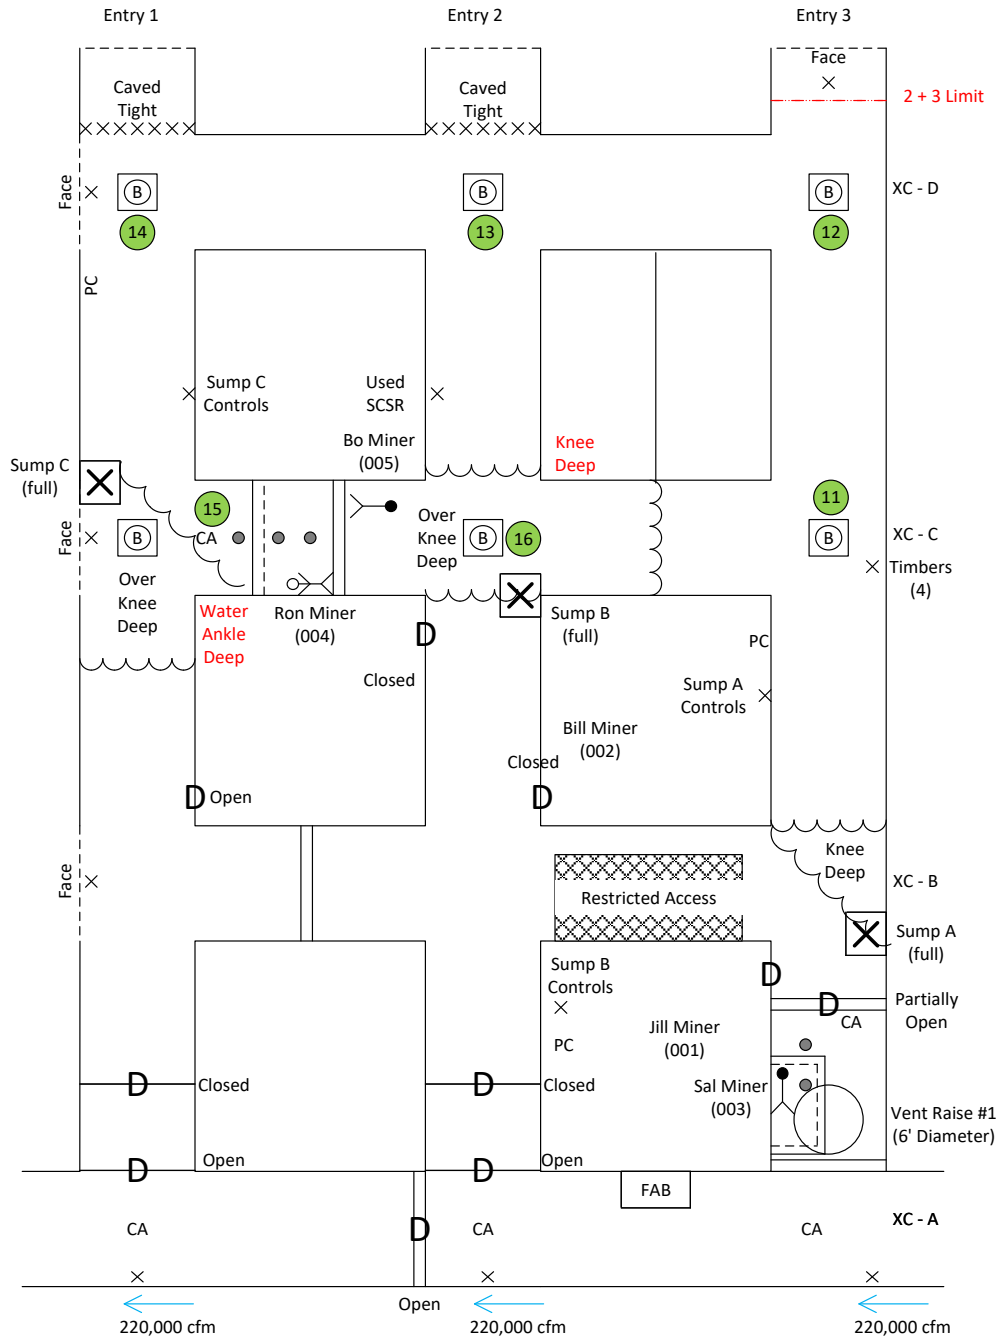 Entry 1
Entry 2
Entry 3
Face
Caved
Tight
Caved
Tight
2 + 3 Limit
Face
B
B
B
XC - D
14
13
12
PC
Sump C
Controls
Used
SCSR
Bo Miner
(005)
Knee
Deep
Sump C
(full)
15
11
Over
Knee
Deep
Face
B
CA
B
16
B
XC - C
Timbers
(4)
Over
Knee
Deep
Water
Ankle
Deep
Ron Miner
(004)
Sump B
(full)
D
PC
Closed
Sump A
Controls
Bill Miner
(002)
Closed
D
Open
D
Knee
Deep
Face
Restricted Access
XC - B
Sump A
(full)
Sump B
Controls
D
Partially
Open
D
CA
Jill Miner
(001)
PC
Sal Miner
(003)
D
Closed
D
Closed
Vent Raise #1
(6' Diameter)
Open
Open
D
D
FAB
CA
D
CA
CA
XC - A
Open
220,000 cfm
220,000 cfm
220,000 cfm